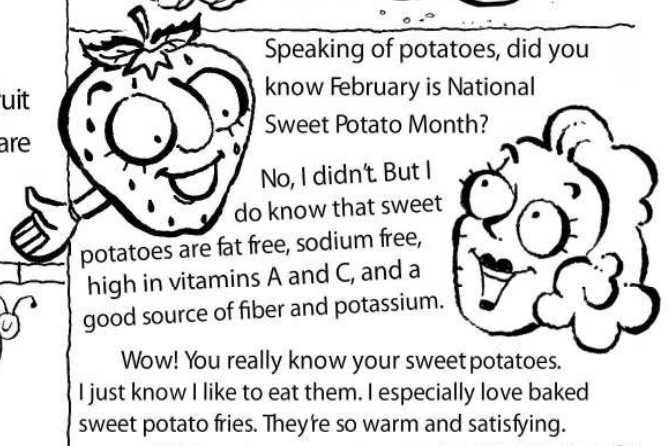 uit
are
Speaking of potatoes, did you
know February is National
Sweet Potato Month?
No, I didn't. But I
do know that sweet
potatoes are fat free, sodium free,
high in vitamins A and C, and a
good source of fiber and potassium.
Wow! You really know your sweet potatoes.
I just know I like to eat them. I especially love baked
sweet potato fries. They're so warm and satisfying.